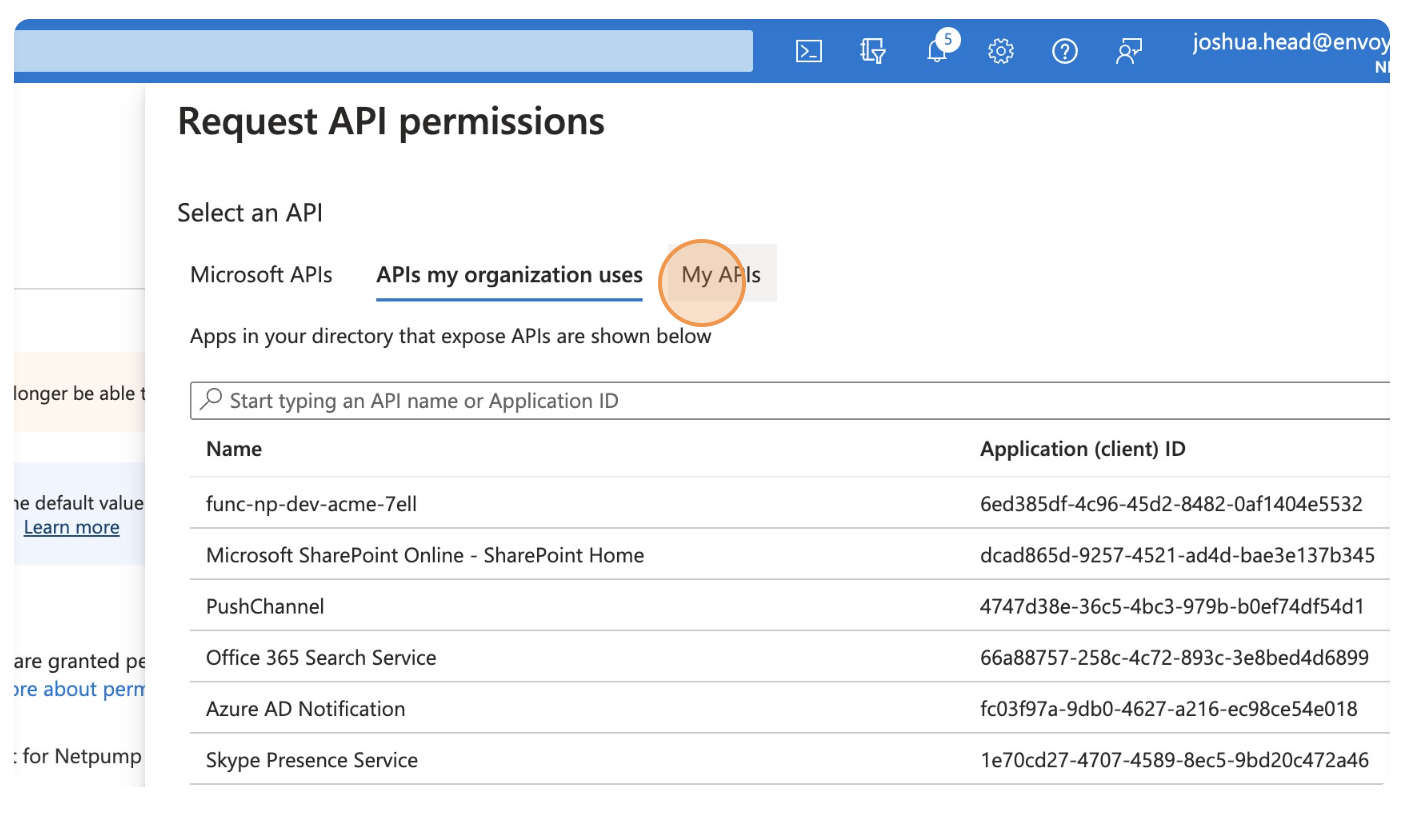 5
joshua.head@envoy
Request API permissions
Select an API
Microsoft APIs APIs my organization uses My APIs
Apps in your directory that expose APIs are shown below
longer be able
Start typing an API name or Application ID
Name Application (client) ID
default value
Learn more
func-np-dev-acme-7ell 6ed385df-4c96-45d2-8482-0af1404e5532
Microsoft SharePoint Online - SharePoint Home dcad865d-9257-4521-ad4d-bae3e137b345
PushChannel 4747d38e-36c5-4bc3-979b-b0ef74df54d1
are granted
Office 365 Search Service 66a88757-258c-4c72-893c-3e8bed4d6899
about
Azure AD Notification fc03f97a-9db0-4627-a216-ec98ce54e018
for Netpump
Skype Presence Service 1e70cd27-4707-4589-8ec5-9bd20c472a46